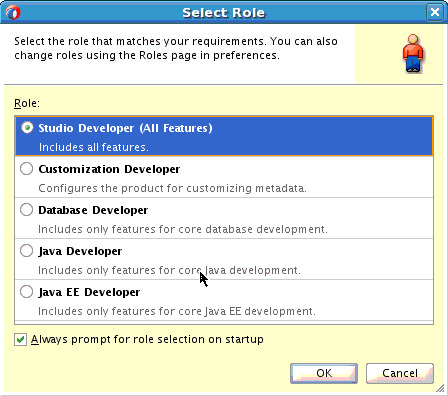 Select Role
Select the role that matches your requirements. You can also
change roles using the Roles page in preferences.
Role:
Studio Developer (All Features)
Includes all features.
Customization Developer
Configures the product for customizing metadata.
Database Developer
Includes only features for core database development.
Java Developer
Includes only features for core Java development.
Java EE Developer
Includes only features for core Java EE development.
Always prompt for role selection on startup
OK
Cancel